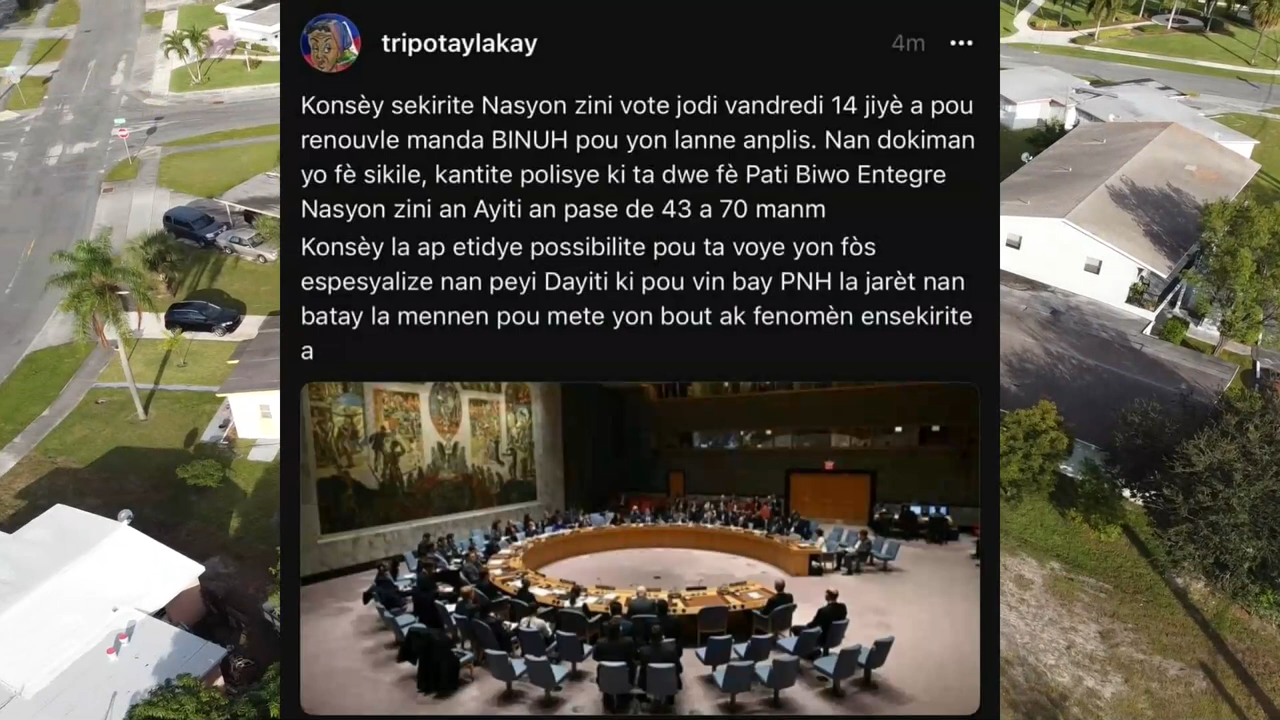 tripotaylakay
4m
Konsèy sekirite Nasyon zini vote jodi vandredi 14 jiyè a pou
renouvle manda BINUH pou yon lanne anplis. Nan dokiman
yo fè sikile, kantite polisye ki ta dwe fè Pati Biwo Entegre
Nasyon zini an Ayiti an pase de 43 a 70 manm
Konsèy la ap etidye possibilite pou ta voye yon fòs
espesyalize nan peyi Dayiti ki pou vin bay PNH la jarèt nan
batay la mennen pou mete yon bout ak fenomèn ensekirite
a